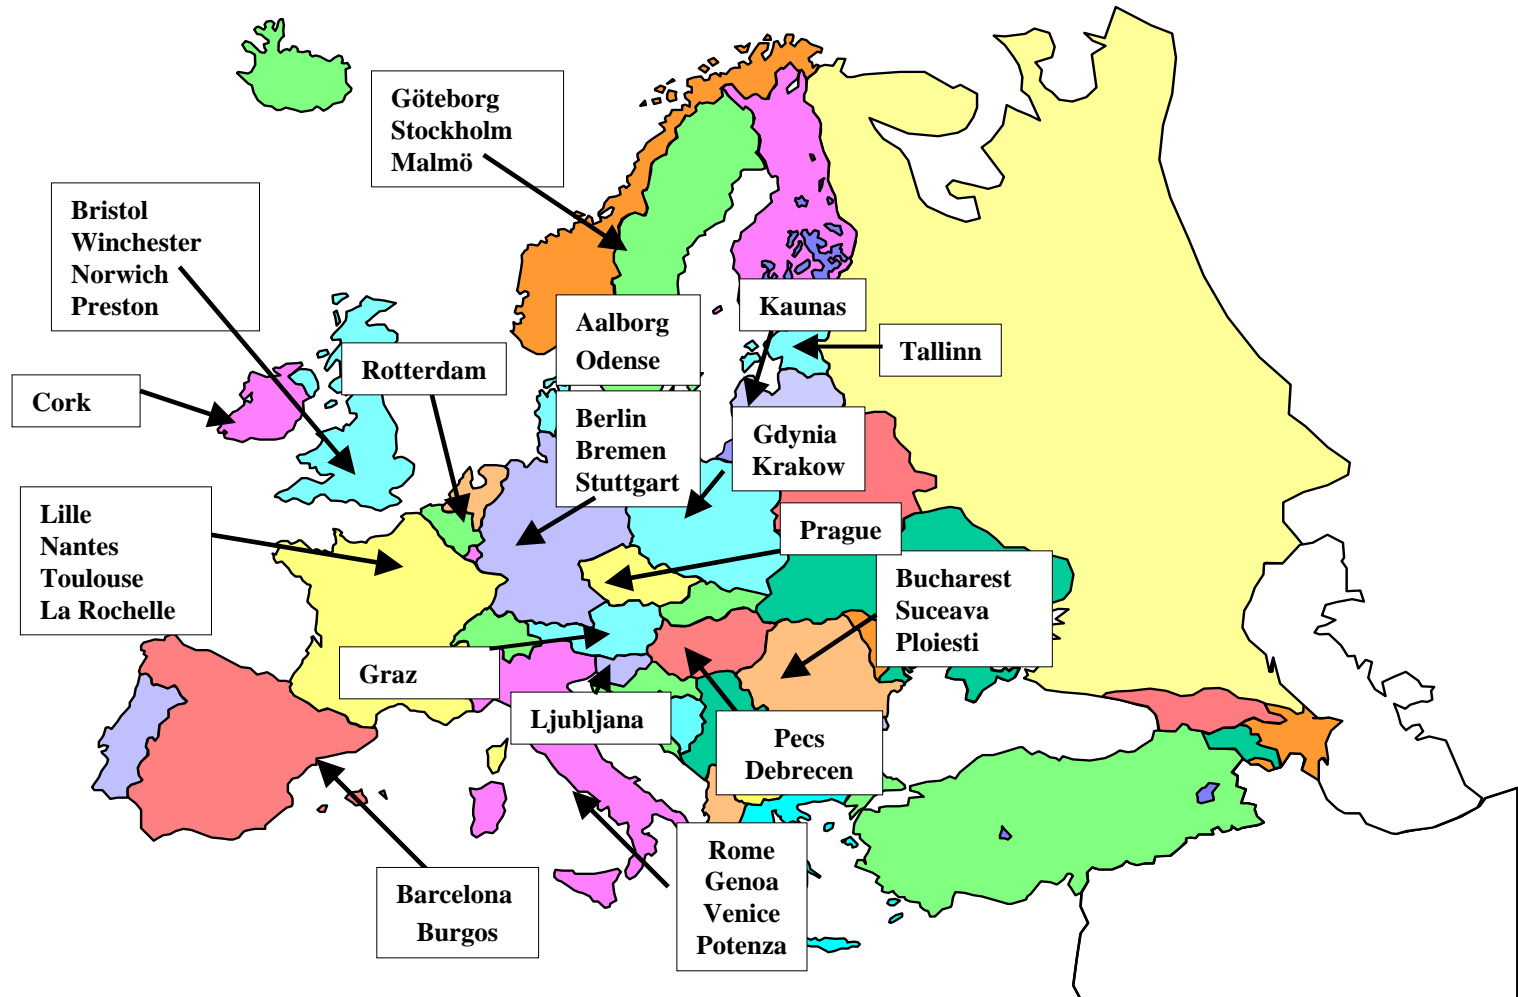 Göteborg
Stockholm
Malmö
Bristol
Winchester
Norwich
Preston
Aalborg
Odense
Kaunas
Tallinn
Rotterdam
Cork
Berlin
Bremen
Stuttgart
Gdynia
Krakow
Lille
Nantes
Toulouse
La Rochelle
Prague
Bucharest
Suceava
Ploiesti
Graz
Ljubljana
Pecs
Debrecen
Barcelona
Burgos
Rome
Genoa
Venice
Potenza